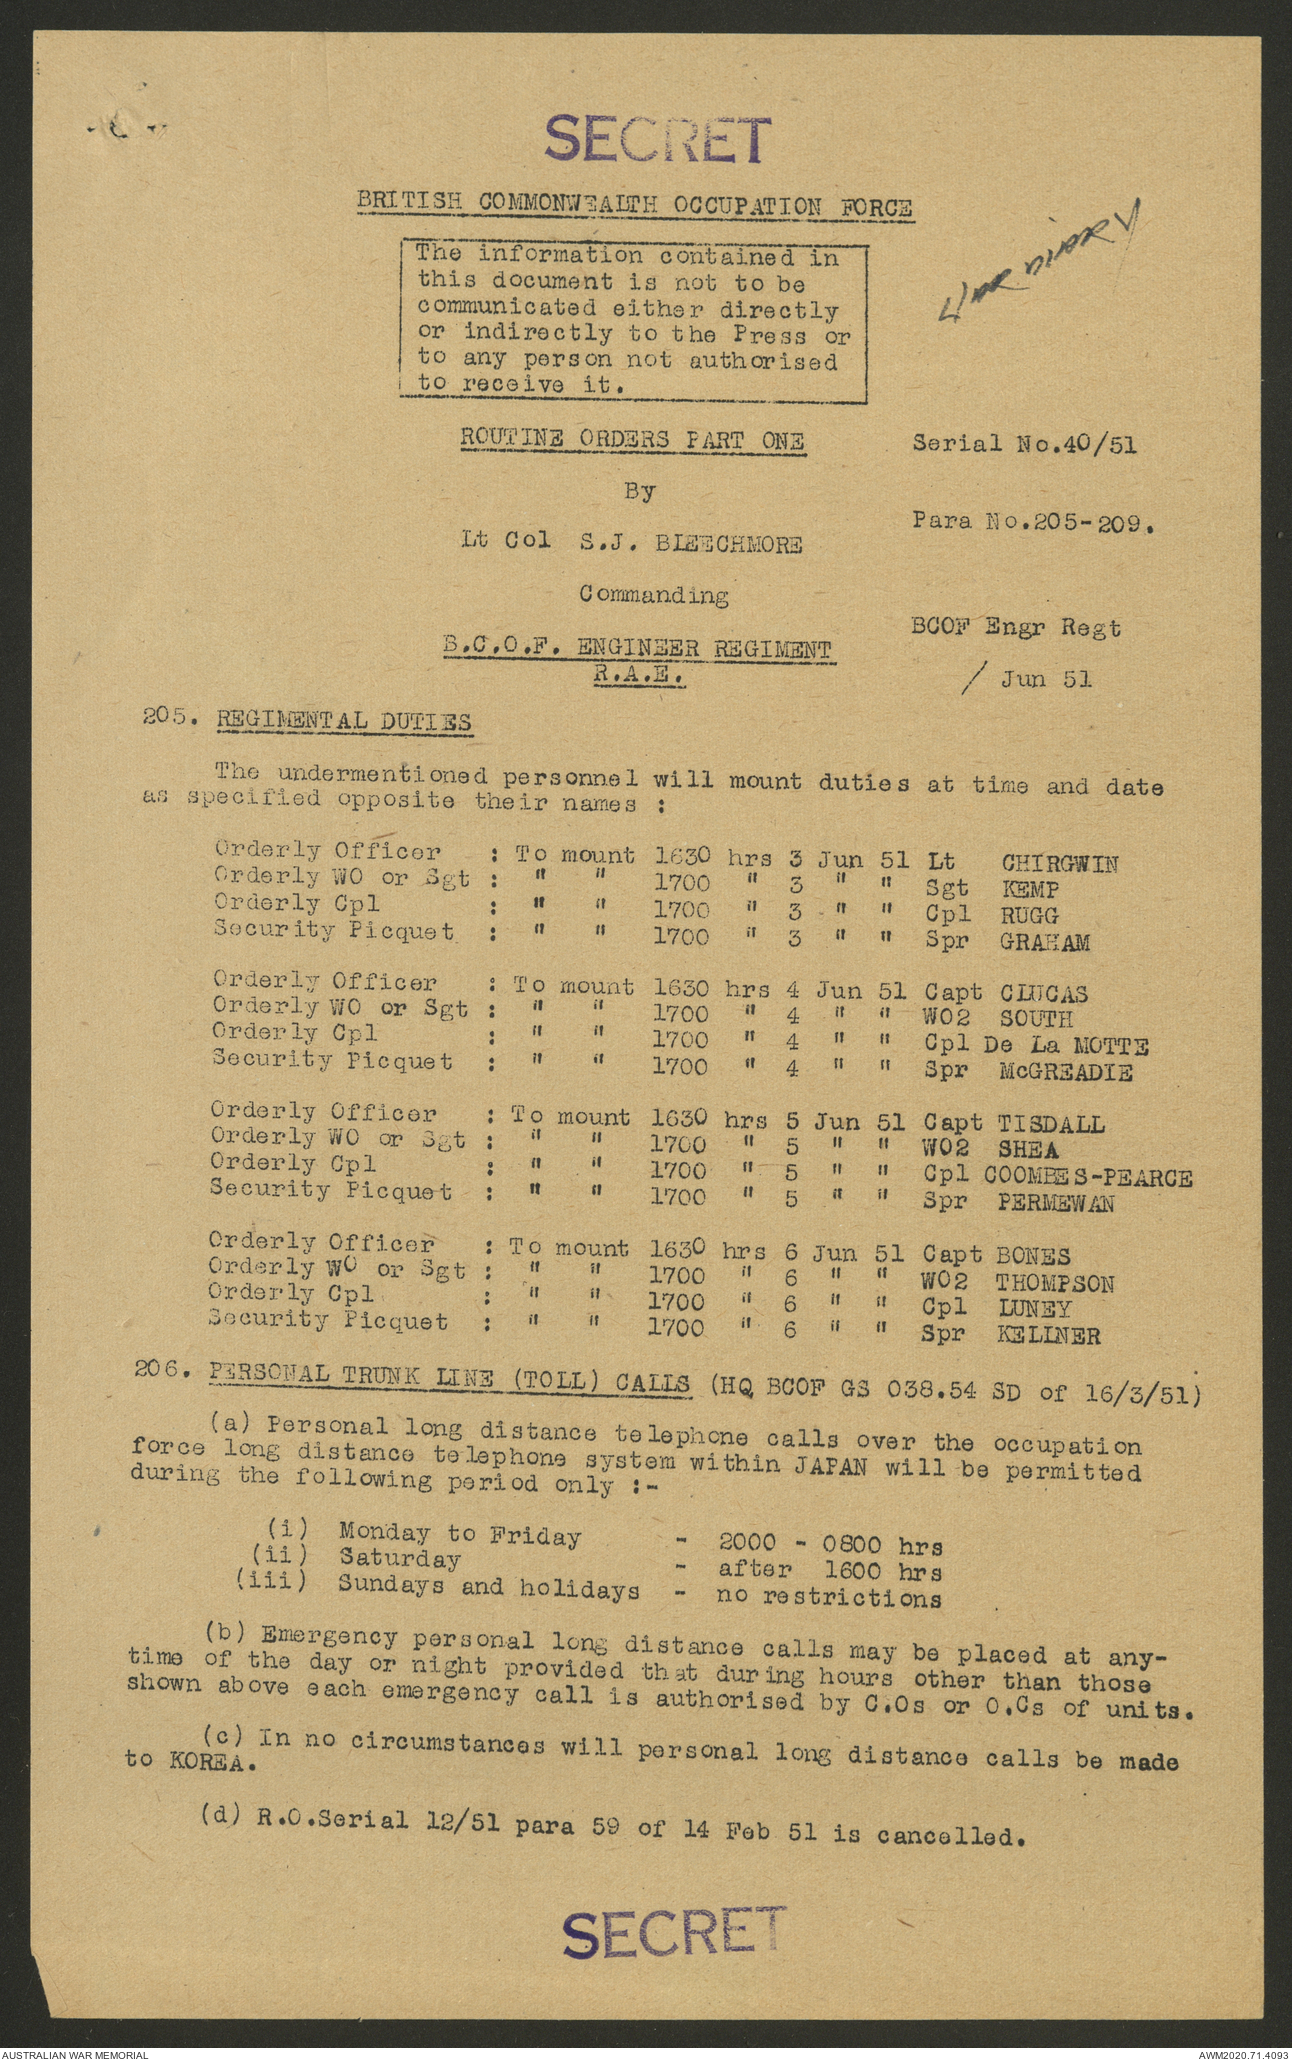 SECRET
BRITISH COMMONWEALTH OCCUPATION FORCE
WAR DIARY
The information contained in
this document is not to be
communicated either directly
or indirectly to the Press or
to any person not authorised
to receive it.
ROUTINE ORDERS PART ONE
Serial No.40/51
By
Para No.205-209.
Lt Col S.J. BLEECHMORE
Commanding
BCOF Engr Regt
B.C.O.F. ENGINEER REGIMENT
R.A.E.
/ Jun 51
205. REGIMENTAL DUTIES
The undermentioned personnel will mount duties at time and date
as specified opposite their names :
Orderly Officer : To mount 1630 hrs 3 Jun 51 Lt CHIRGWIN
Orderly WO or Sgt : " " 1700 " 3 " " Sgt KEMP
Orderly Cpl : " " 1700 " 3 " " Cpl RUGG
Security Picquet : " " 1700 " 3 " " Spr GRAHAM
Orderly Officer : To mount 1630 hrs 4 Jun 51 Capt CLUCAS
Orderly WO or Sgt : " " 1700 " 4 " " WO2 SOUTH
Orderly Cpl : " " 1700 " 4 " " Cpl De La MOTTE
Security Picquet : " " 1700 " 4 " " Spr McGREADIE
Orderly Officer : To mount 1630 hrs 5 Jun 51 Capt TISDALL
Orderly WO or Sgt : " " 1700 " 5 " " WO2 SHEA
Orderly Cpl : " " 1700 " 5 " " Cpl COOMBES-PEARCE
Security Picquet : " " 1700 " 5 " " Spr PERMEWAN
Orderly Officer : To mount 1630 hrs 6 Jun 51 Capt BONES
Orderly WO or Sgt : " " 1700 " 6 " " WO2 THOMPSON
Orderly Cpl : " " 1700 " 6 " " Cpl LUNEY
Security Picquet : " " 1700 " 6 " " Spr KELLNER
206. PERSONAL TRUNK LINE (TOLL) CALLS (HQ BCOF GS 038.54 SD of 16/3/51)
(a) Personal long distance telephone calls over the occupation
force long distance telephone system within JAPAN will be permitted
during the following period only :-
(i) Monday to Friday - 2000 - 0800 hrs
(ii) Saturday - after 1600 hrs
(iii) Sundays and holidays - no restrictions
(b) Emergency personal long distance calls may be placed at any-
time of the day or night provided that during hours other than those
shown above each emergency call is authorised by C.Os or O.Cs of units.
(c) In no circumstances will personal long distance calls be made
to KOREA.
(d) R.O.Serial 12/51 para 59 of 14 Feb 51 is cancelled.
SECRET
AUSTRALIAN WAR MEMORIAL
AWM2020.71.4093